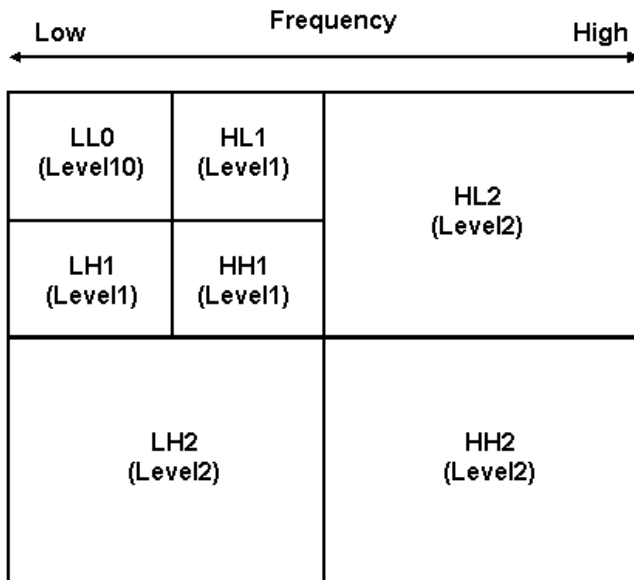 Frequency
Low High
LL0
(Level10)
HL1
(Level1)
HL2
(Level2)
LH1
(Level1)
HH1
(Level1)
LH2
(Level2)
HH2
(Level2)